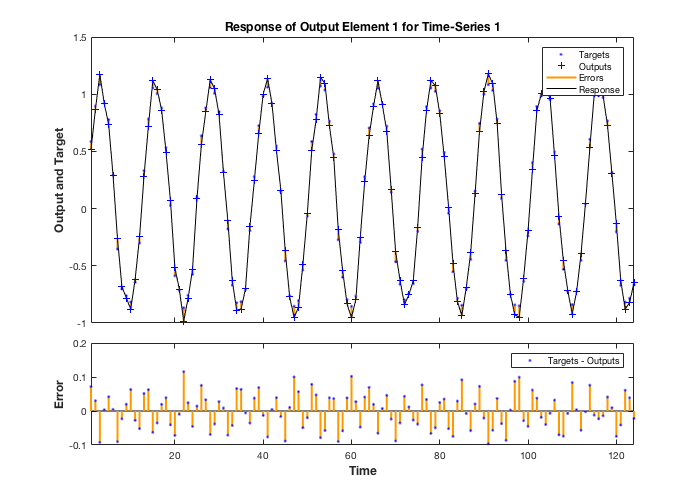 Response of Output Element 1 for Time-Series 1
1.5
1
0.5
0
-0.5
-1
Output and Target
Targets
Outputs
Errors
Response
0.2
0.1
0
-0.1
Error
Targets - Outputs
20 40 60 80 100 120
Time